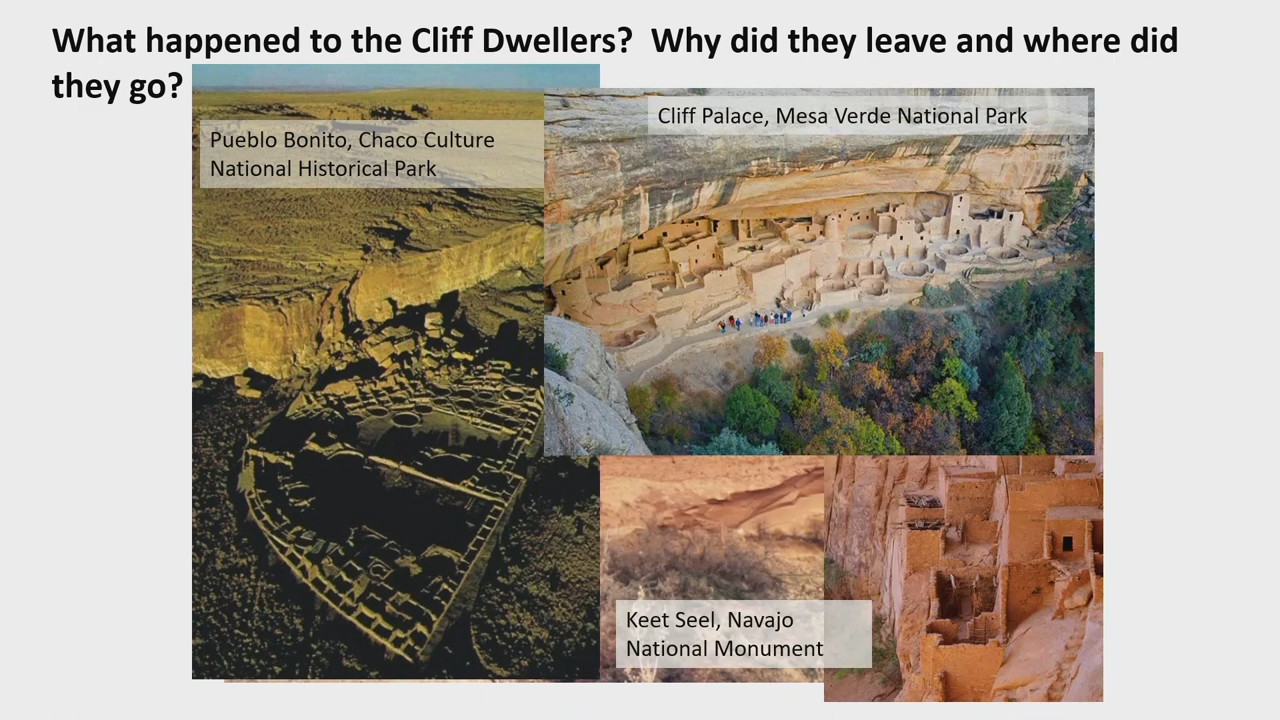 What happened to the Cliff Dwellers?  Why did they leave and where did
they go?
Pueblo Bonito, Chaco Culture
National Historical Park
Cliff Palace, Mesa Verde National Park
Keet Seel, Navajo
National Monument